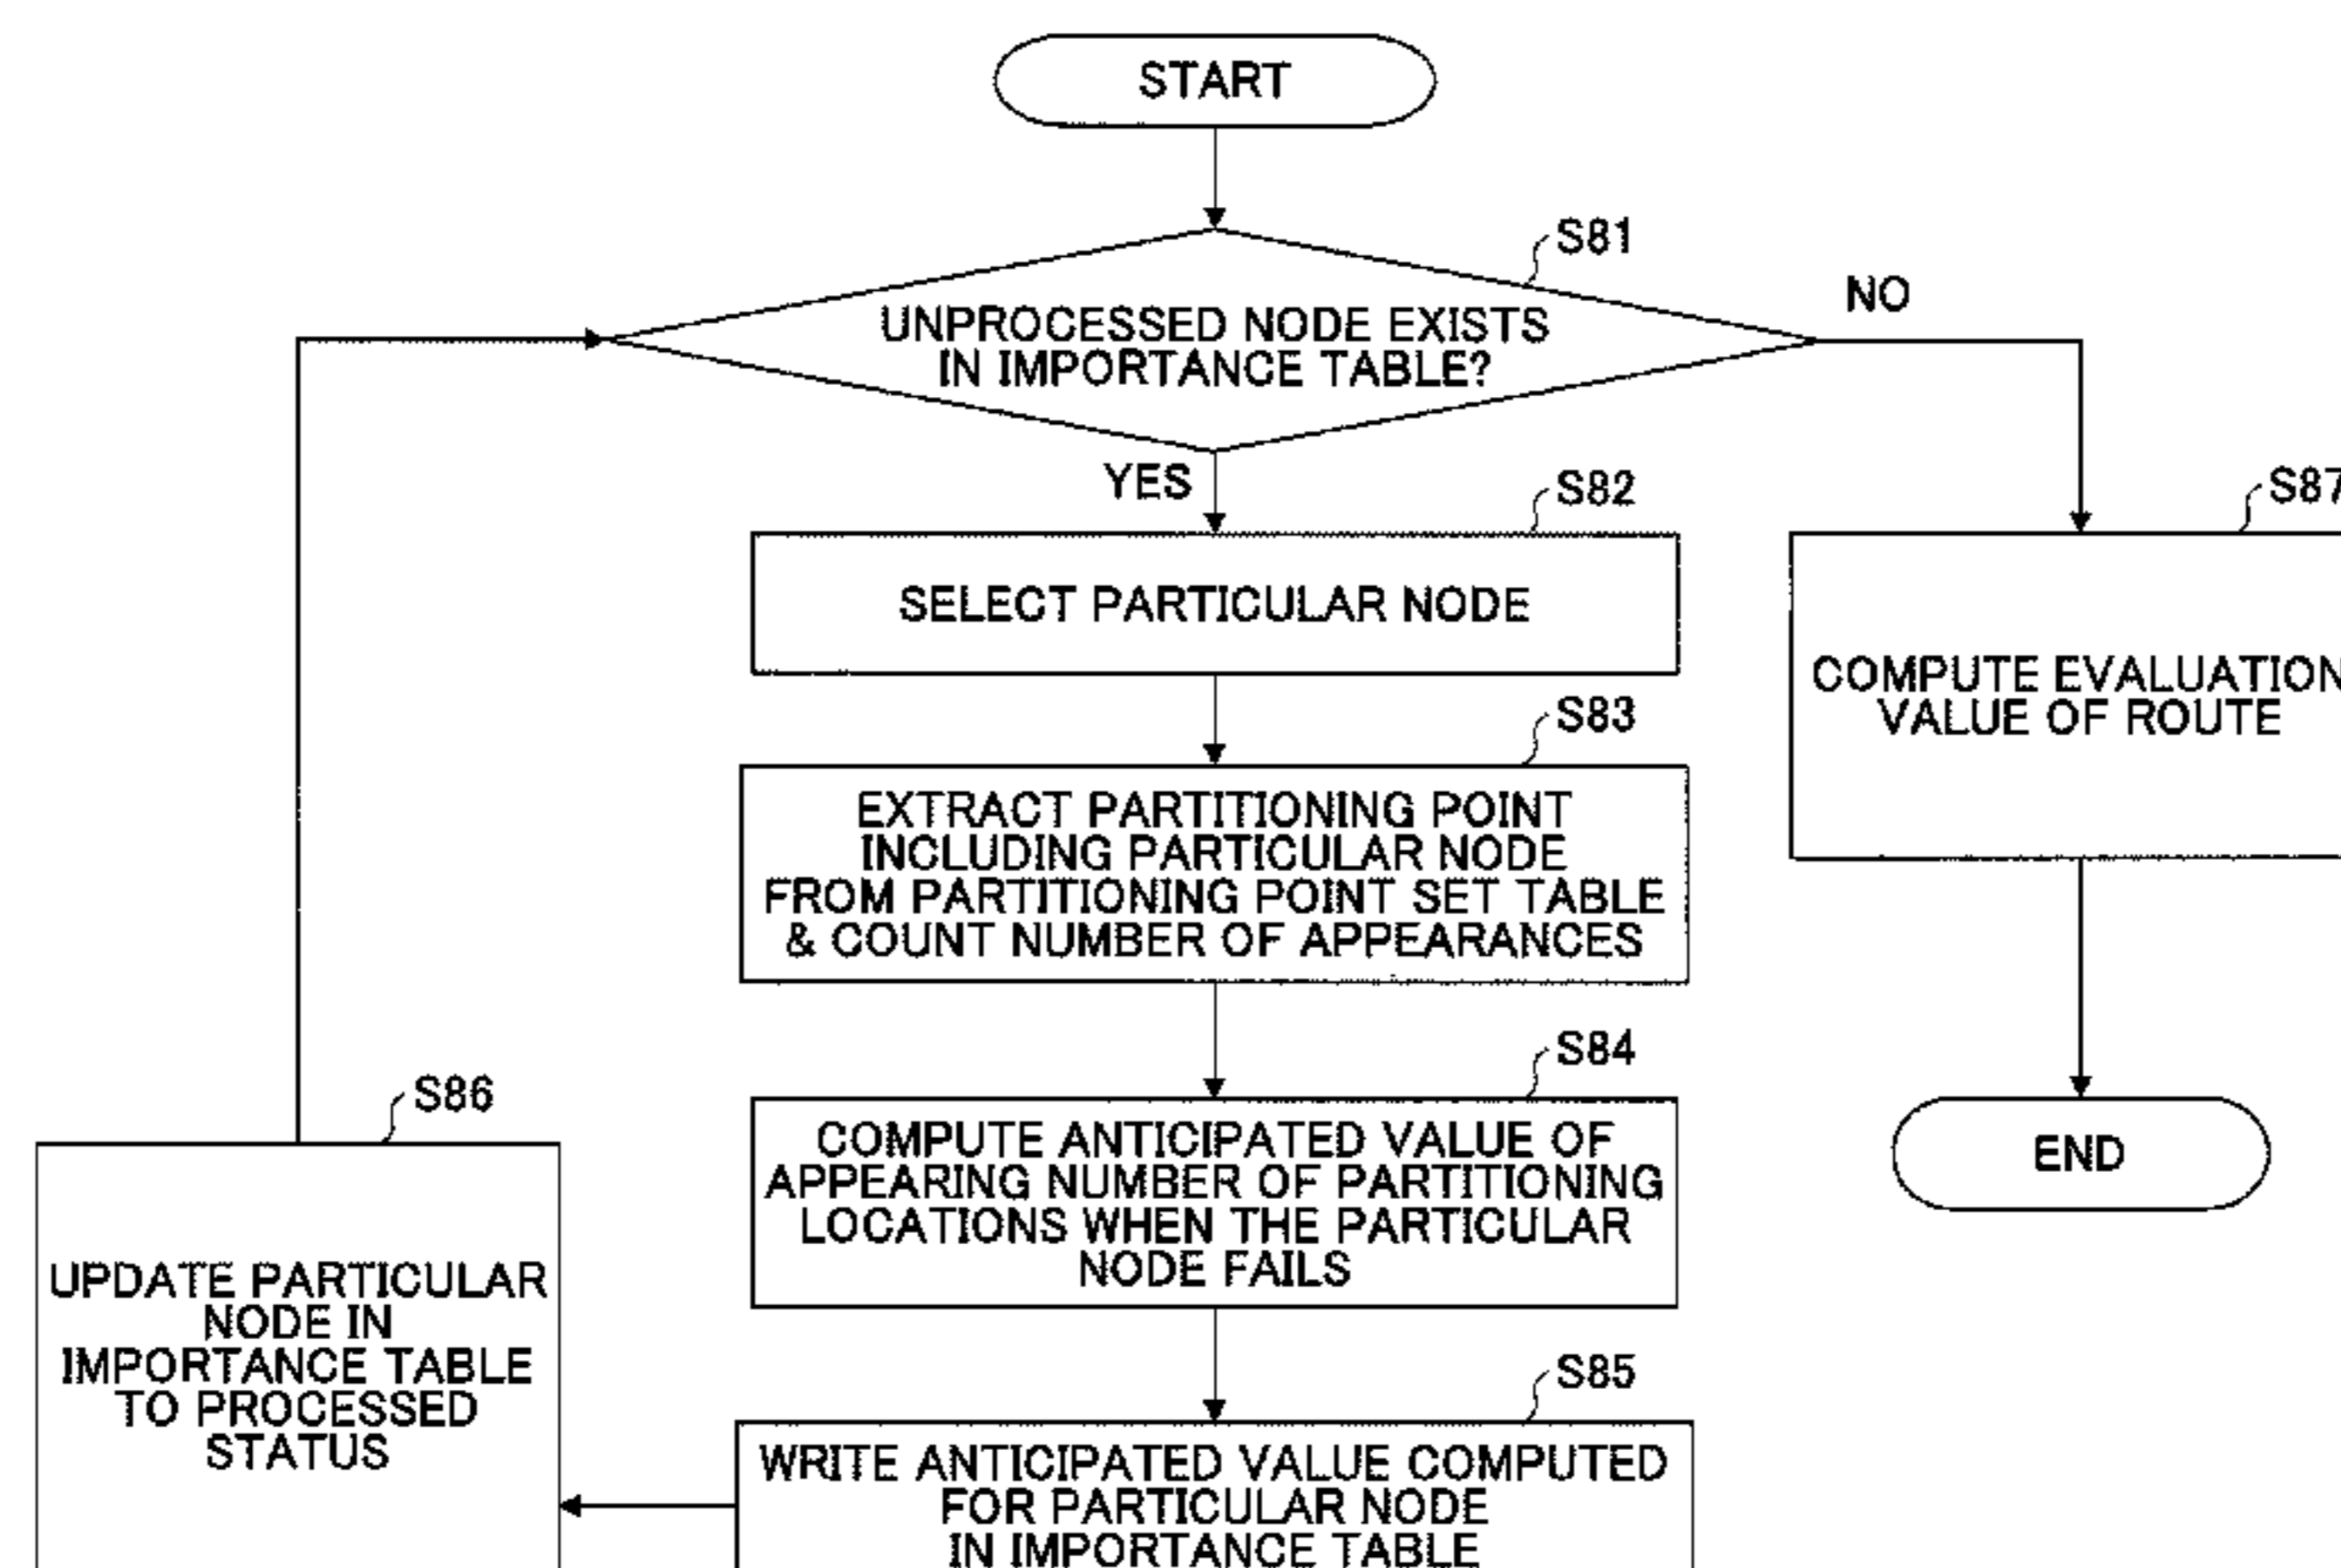 START
S81
UNPROCESSED NODE EXISTS
IN IMPORTANCE TABLE?
NO
YES
S82
SELECT PARTICULAR NODE
S87
COMPUTE EVALUATION
VALUE OF ROUTE
S83
EXTRACT PARTITIONING POINT
INCLUDING PARTICULAR NODE
FROM PARTITIONING POINT SET TABLE
& COUNT NUMBER OF APPEARANCES
S84
COMPUTE ANTICIPATED VALUE OF
APPEARING NUMBER OF PARTITIONING
LOCATIONS WHEN THE PARTICULAR
NODE FAILS
END
S86
UPDATE PARTICULAR
NODE IN
IMPORTANCE TABLE
TO PROCESSED
STATUS
S85
WRITE ANTICIPATED VALUE COMPUTED
FOR PARTICULAR NODE
IN IMPORTANCE TABLE